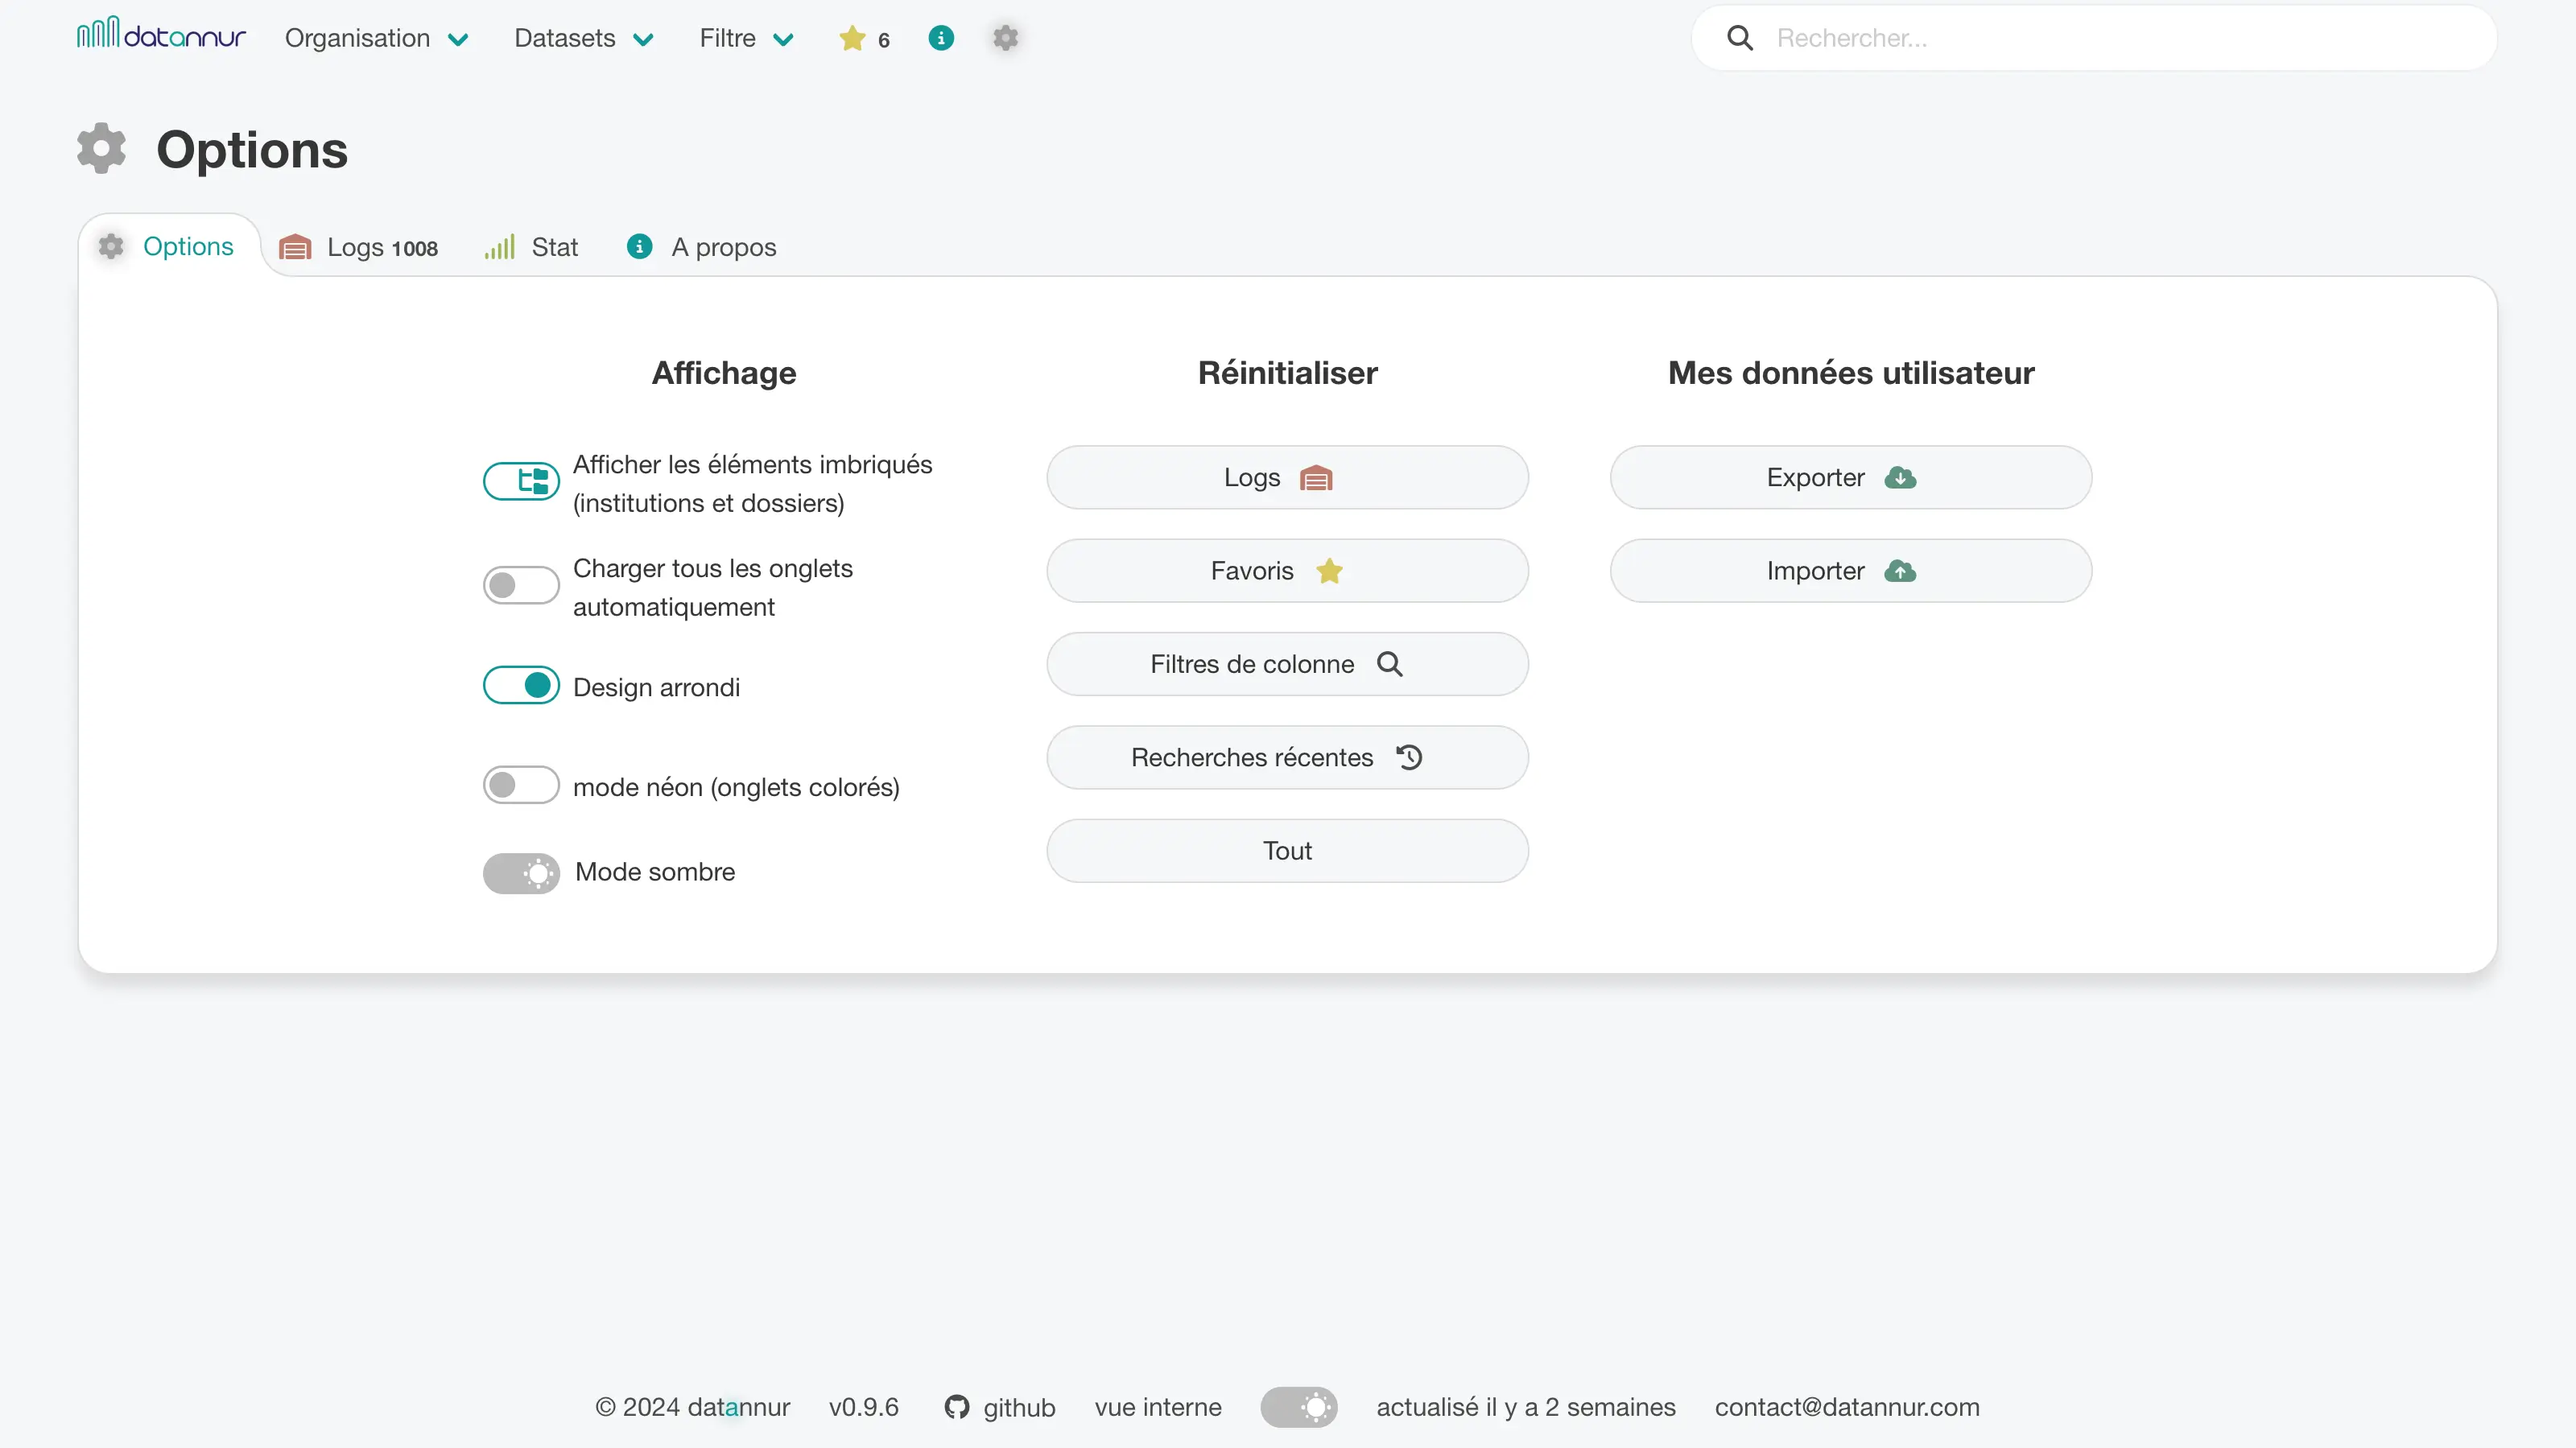 datannur Organisation Datasets Filtre 6 Rechercher...
Options
Options Logs 1008 Stat A propos
Affichage
Afficher les éléments imbriqués
(institutions et dossiers)
Charger tous les onglets
automatiquement
Design arrondi
mode néon (onglets colorés)
Mode sombre
Réinitialiser
Logs
Favoris
Filtres de colonne
Recherches récentes
Tout
Mes données utilisateur
Exporter
Importer
© 2024 datannur v0.9.6 github vue interne actualisé il y a 2 semaines contact@datannur.com